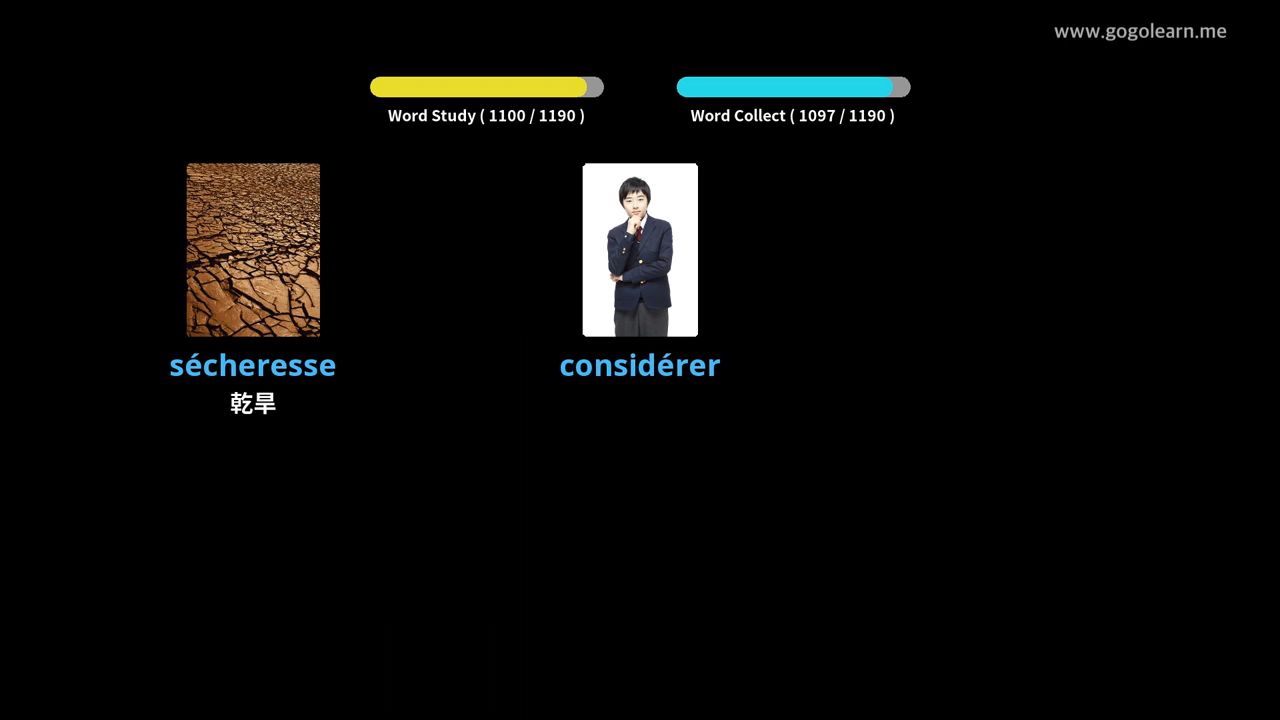 www.gogolearn.me
Word Study ( 1100 / 1190 )
Word Collect ( 1097 / 1190 )
sécheresse
considérer
乾旱